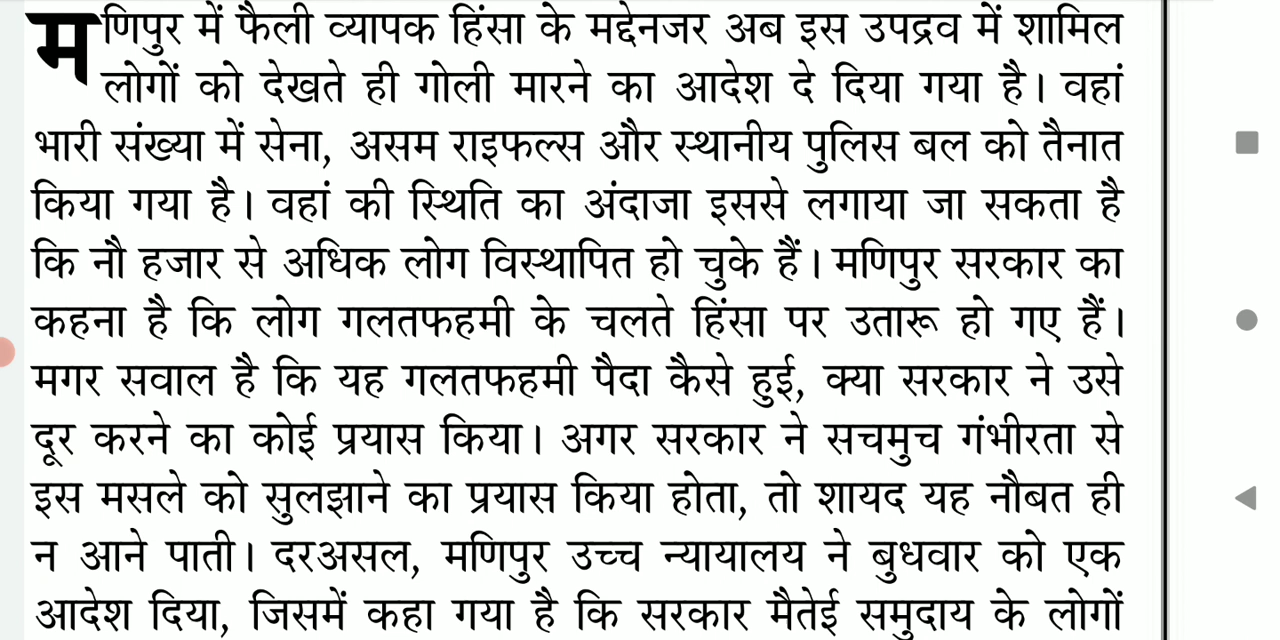 मणिपुर में फैली व्यापक हिंसा के मद्देनजर अब इस उपद्रव में शामिल
लोगों को देखते ही गोली मारने का आदेश दे दिया गया है। वहां
भारी संख्या में सेना, असम राइफल्स और स्थानीय पुलिस बल को तैनात
किया गया है। वहां की स्थिति का अंदाजा इससे लगाया जा सकता है
कि नौ हजार से अधिक लोग विस्थापित हो चुके हैं। मणिपुर सरकार का
कहना है कि लोग गलतफहमी के चलते हिंसा पर उतारू हो गए हैं।
मगर सवाल है कि यह गलतफहमी पैदा कैसे हुई, क्या सरकार ने उसे
दूर करने का कोई प्रयास किया। अगर सरकार ने सचमुच गंभीरता से
इस मसले को सुलझाने का प्रयास किया होता, तो शायद यह नौबत ही
न आने पाती। दरअसल, मणिपुर उच्च न्यायालय ने बुधवार को एक
आदेश दिया, जिसमें कहा गया है कि सरकार मैतेई समुदाय के लोगों